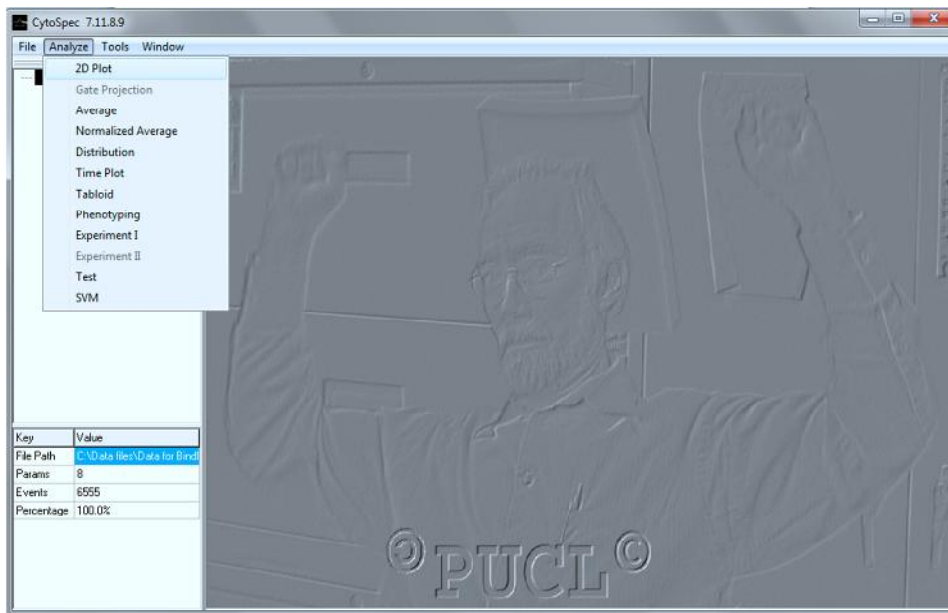 CytoSpec 7.11.8.9
File Analyze Tools Window
2D Plot
Gate Projection
Average
Normalized Average
Distribution
Time Plot
Tabloid
Phenotyping
Experiment I
Experiment II
Test
SVM
Key Value
File Path C:\Data files\Data for Bind
Params 8
Events 6555
Percentage 100.0%
©PUCL©